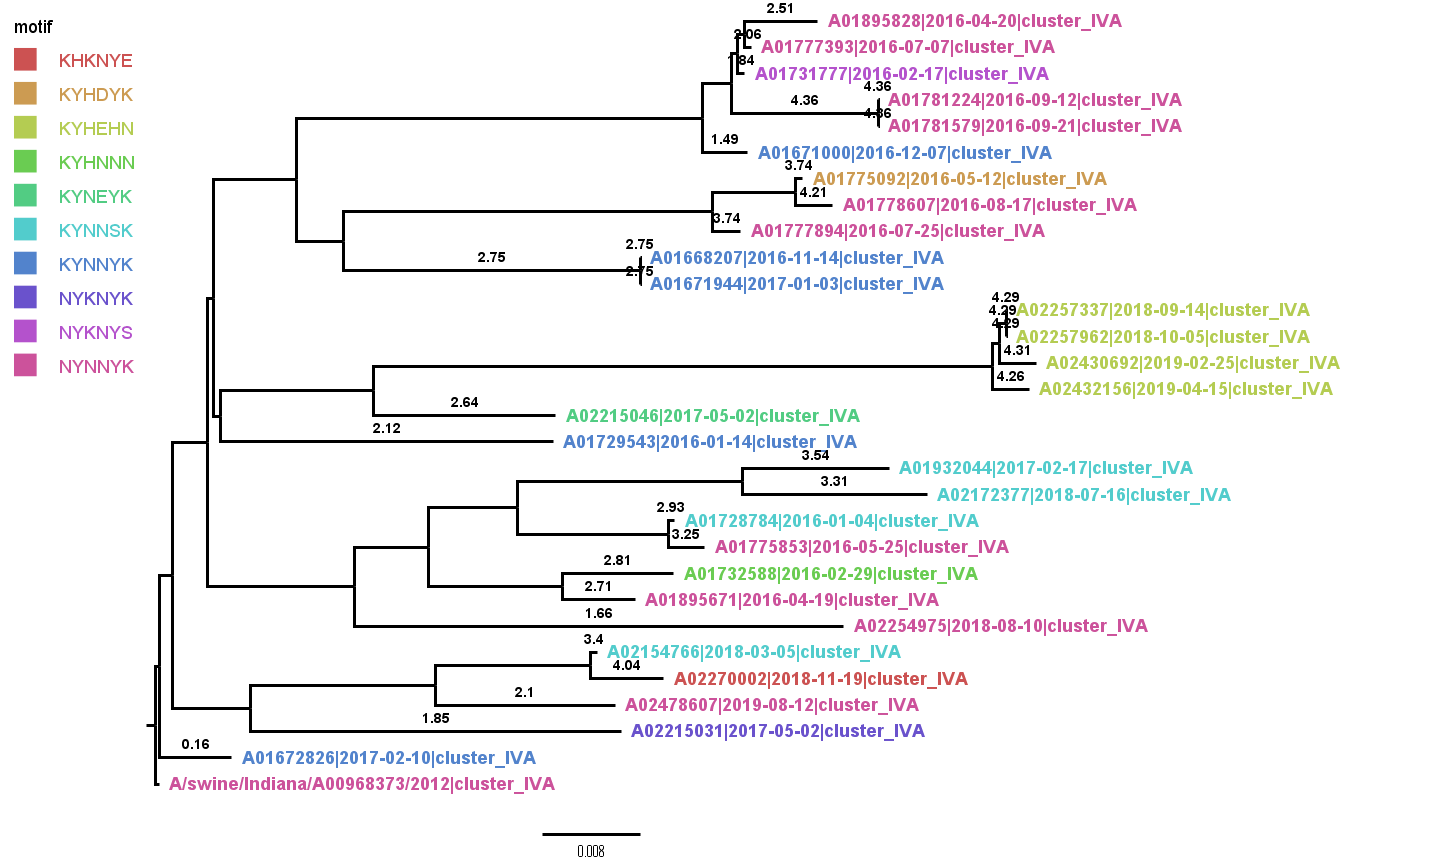 motif
KHKNYE
KYHDYK
KYHEHN
KYHNNN
KYNEYK
KYNNSK
KYNNYK
NYKNYK
NYKNYS
NYNNYK
2.51
A01895828|2016-04-20|cluster_IVA
2.06
A01777393|2016-07-07|cluster_IVA
1.84
A01731777|2016-02-17|cluster_IVA
4.36
4.36
A01781224|2016-09-12|cluster_IVA
4.36
A01781579|2016-09-21|cluster_IVA
1.49
A01671000|2016-12-07|cluster_IVA
3.74
A01775092|2016-05-12|cluster_IVA
4.21
A01778607|2016-08-17|cluster_IVA
3.74
A01777894|2016-07-25|cluster_IVA
2.75
2.75
A01668207|2016-11-14|cluster_IVA
2.75
A01671944|2017-01-03|cluster_IVA
4.29
4.29
A02257337|2018-09-14|cluster_IVA
4.29
A02257962|2018-10-05|cluster_IVA
4.31
A02430692|2019-02-25|cluster_IVA
4.26
A02432156|2019-04-15|cluster_IVA
2.64
A02215046|2017-05-02|cluster_IVA
2.12
A01729543|2016-01-14|cluster_IVA
3.54
A01932044|2017-02-17|cluster_IVA
3.31
A02172377|2018-07-16|cluster_IVA
2.93
A01728784|2016-01-04|cluster_IVA
3.25
A01775853|2016-05-25|cluster_IVA
2.81
A01732588|2016-02-29|cluster_IVA
2.71
A01895671|2016-04-19|cluster_IVA
1.66
A02254975|2018-08-10|cluster_IVA
3.4
A02154766|2018-03-05|cluster_IVA
4.04
A02270002|2018-11-19|cluster_IVA
2.1
A02478607|2019-08-12|cluster_IVA
1.85
A02215031|2017-05-02|cluster_IVA
0.16
A01672826|2017-02-10|cluster_IVA
A/swine/Indiana/A00968373/2012|cluster_IVA
0.008